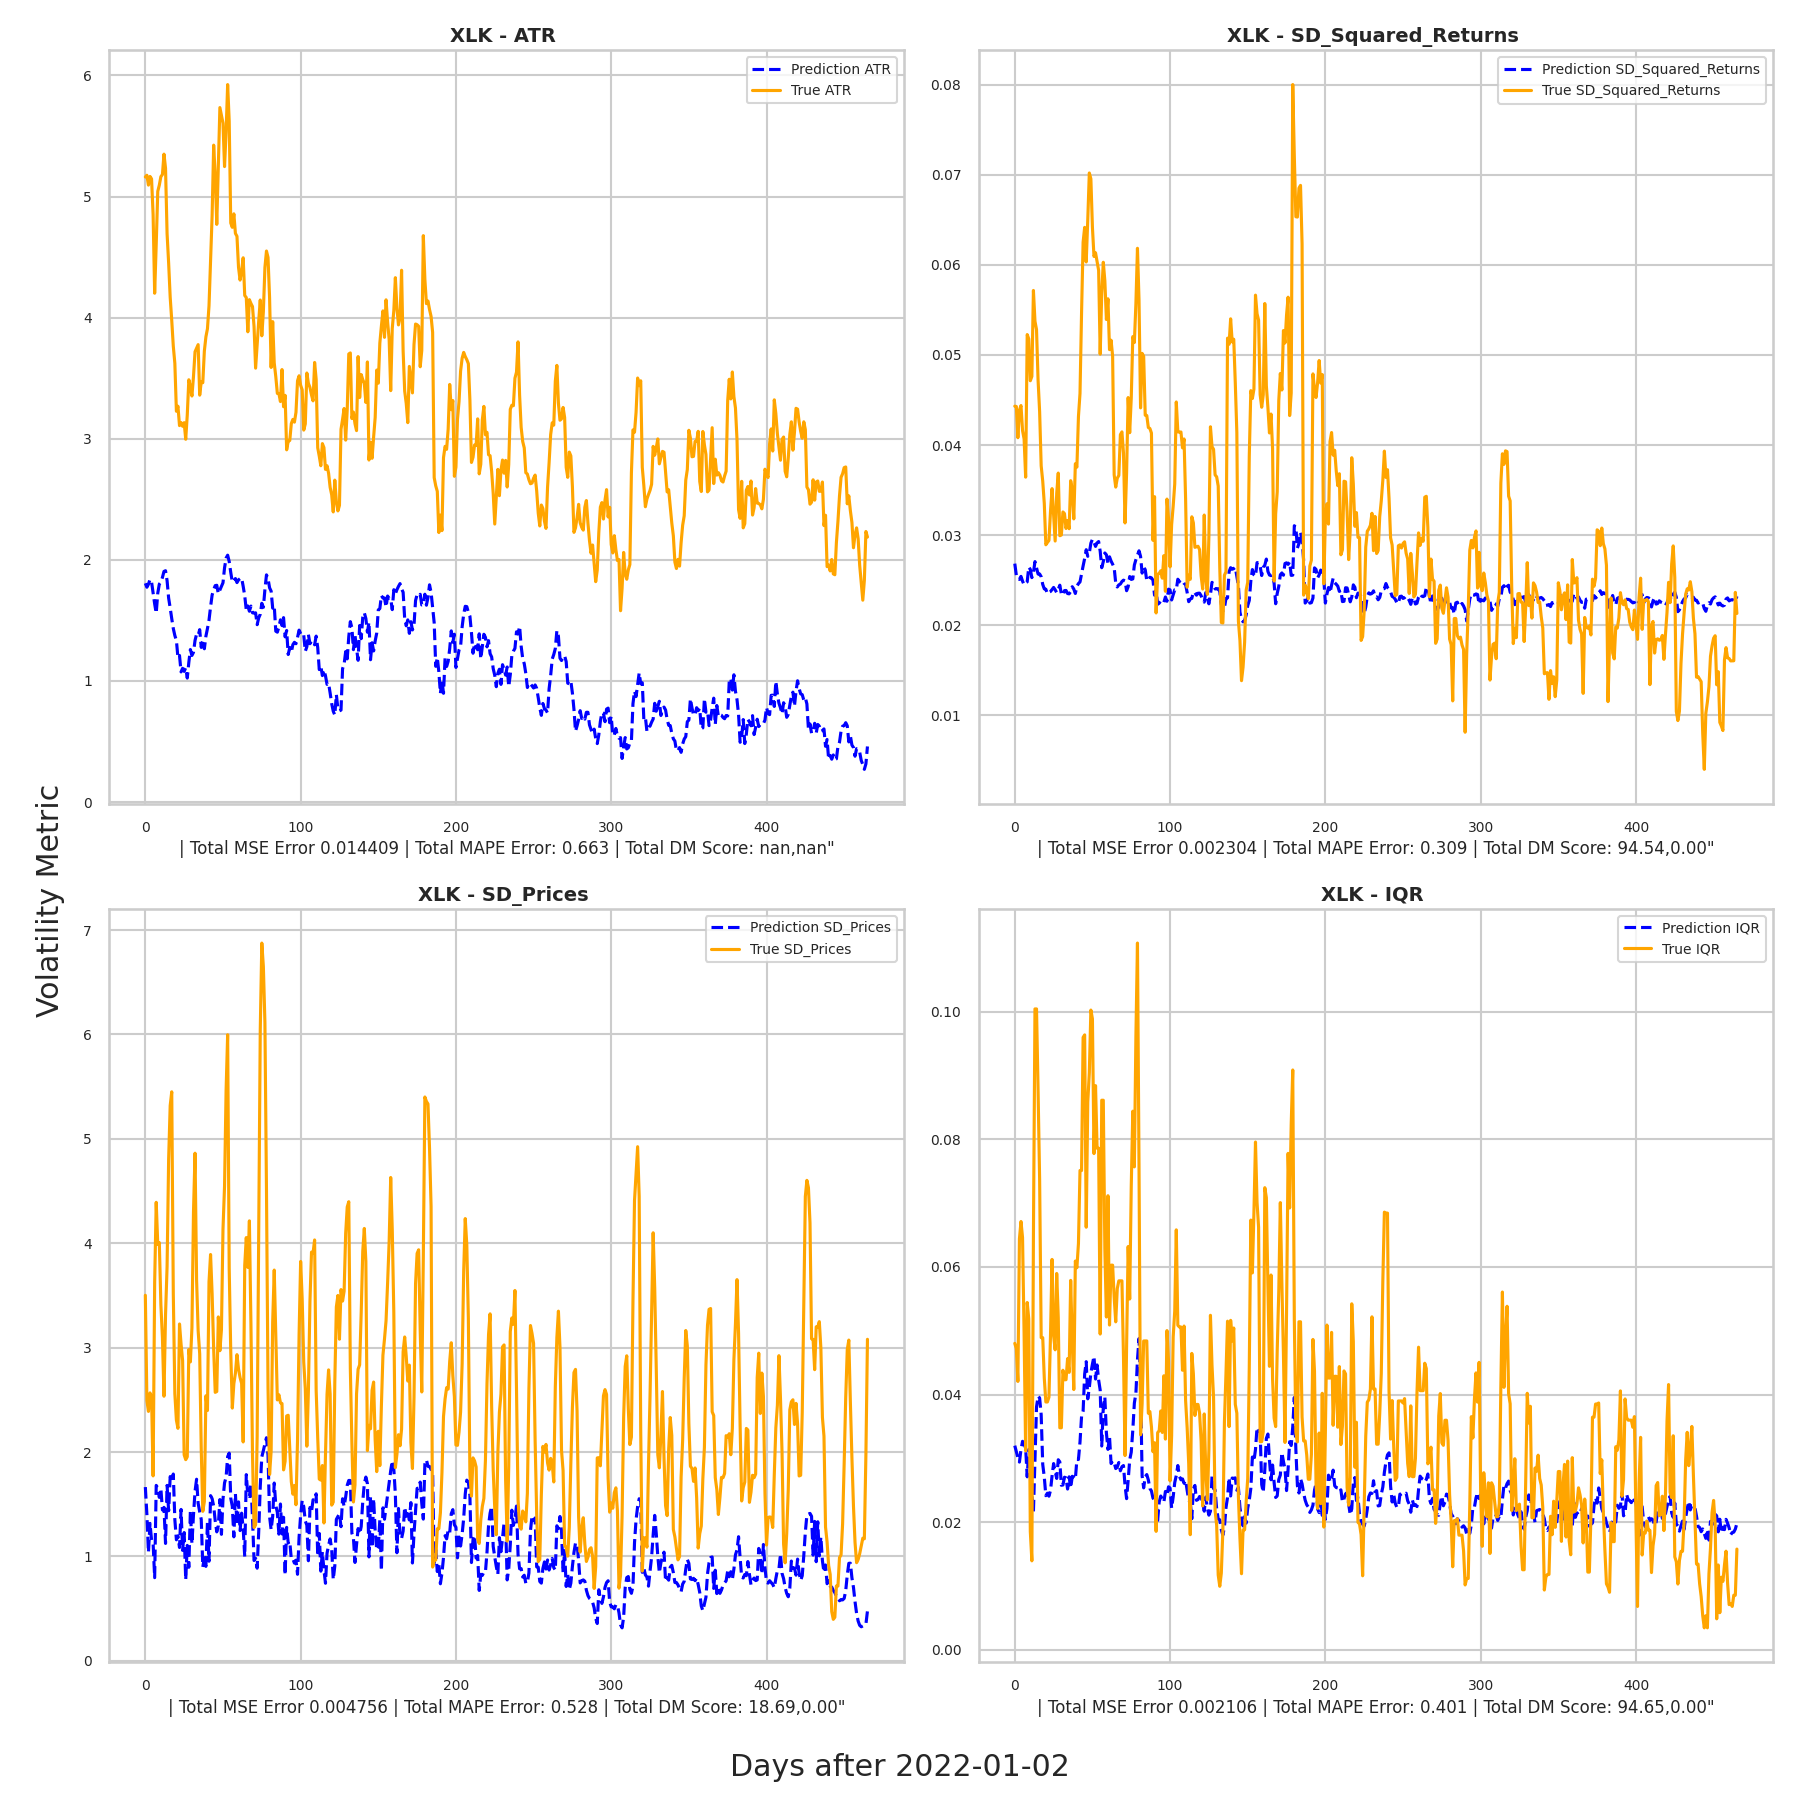 XLK - ATR
Prediction ATR
True ATR
6
5
4
3
2
1
0
0 100 200 300 400
| Total MSE Error 0.014409 | Total MAPE Error: 0.663 | Total DM Score: nan,nan"
XLK - SD_Squared_Returns
Prediction SD_Squared_Returns
True SD_Squared_Returns
0.08
0.07
0.06
0.05
0.04
0.03
0.02
0.01
0 100 200 300 400
| Total MSE Error 0.002304 | Total MAPE Error: 0.309 | Total DM Score: 94.54,0.00"
Volatility Metric
XLK - SD_Prices
Prediction SD_Prices
True SD_Prices
7
6
5
4
3
2
1
0
0 100 200 300 400
| Total MSE Error 0.004756 | Total MAPE Error: 0.528 | Total DM Score: 18.69,0.00"
XLK - IQR
Prediction IQR
True IQR
0.10
0.08
0.06
0.04
0.02
0.00
0 100 200 300 400
| Total MSE Error 0.002106 | Total MAPE Error: 0.401 | Total DM Score: 94.65,0.00"
Days after 2022-01-02